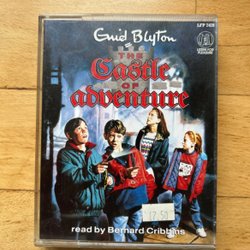 Enid Blyton
THE
Castle
OF
adventure
read by Bernard Cribbins